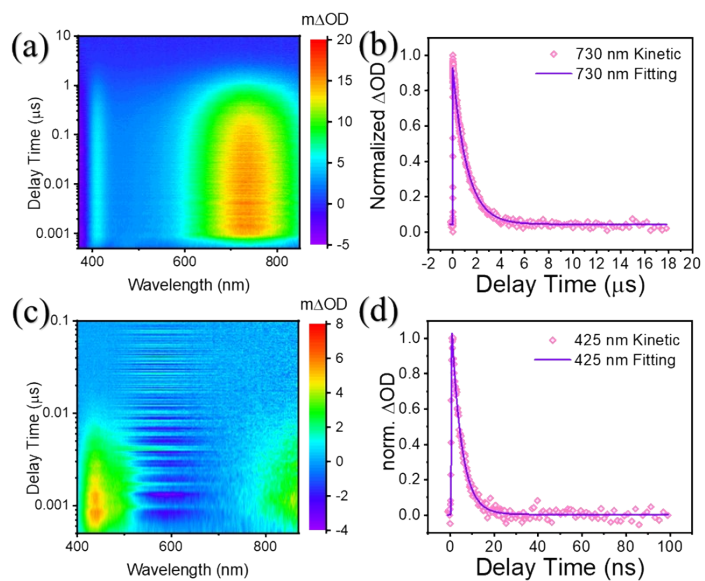 (a)
mΔOD
10
1
0.1
0.01
0.001
Delay Time (μs)
400
600
800
Wavelength (nm)
20
15
10
5
0
-5
(b)
730 nm Kinetic
730 nm Fitting
1.0
0.8
0.6
0.4
0.2
0.0
Normalized ΔOD
-2 0 2 4 6 8 10 12 14 16 18 20
Delay Time (μs)
(c)
mΔOD
0.1
0.01
0.001
Delay Time (μs)
400
600
800
Wavelength (nm)
8
6
4
2
0
-2
-4
(d)
425 nm Kinetic
425 nm Fitting
1.0
0.8
0.6
0.4
0.2
0.0
norm. ΔOD
0 20 40 60 80 100
Delay Time (ns)